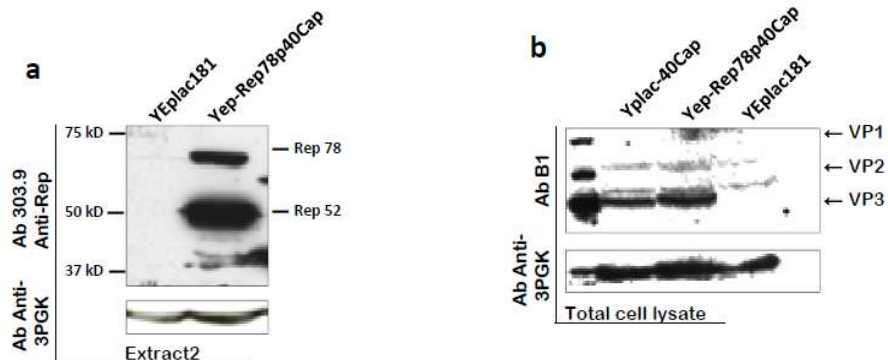 a
YEplac181
Yep-Rep78p40Cap
75 kD
50 kD
37 kD
Rep 78
Rep 52
Ab 303.9
Anti-Rep
Ab Anti-
3PGK
Extract2
b
Yplac-40Cap
Yep-Rep78p40Cap
YEplac181
Ab B1
← VP1
← VP2
← VP3
Ab Anti-
3PGK
Total cell lysate